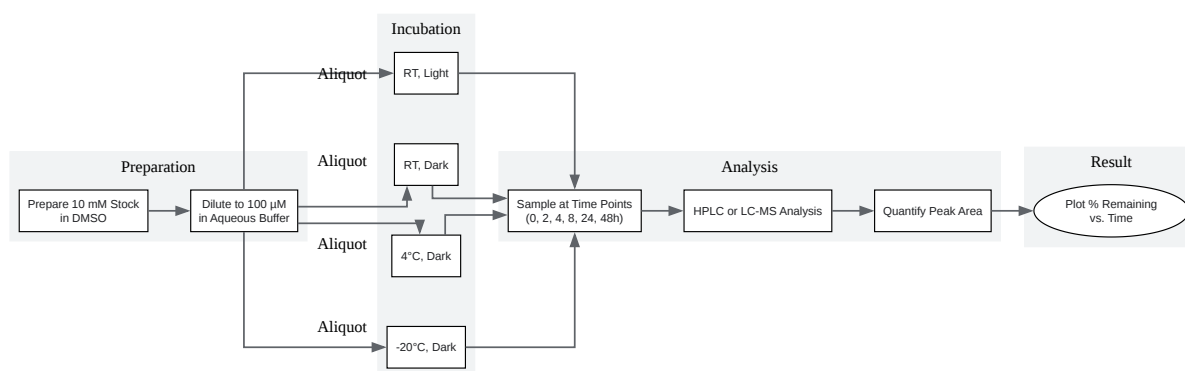 Incubation
Aliquot
RT, Light
Preparation
Aliquot
RT, Dark
Analysis
Result
Prepare 10 mM Stock
in DMSO
Dilute to 100 µM
in Aqueous Buffer
Sample at Time Points
(0, 2, 4, 8, 24, 48h)
HPLC or LC-MS Analysis
Quantify Peak Area
Plot % Remaining
vs. Time
Aliquot
4°C, Dark
Aliquot
-20°C, Dark